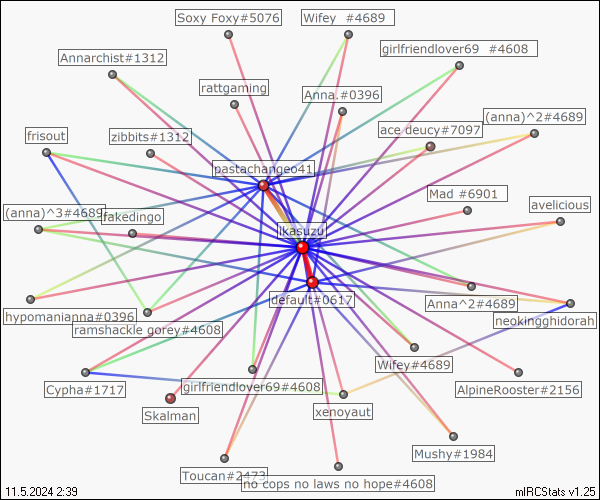 Soxy Foxy#5076
Wifey #4689
girlfriendlover69 #4608
Annarchist#1312
rattgaming
Anna.#0396
(anna)^2#4689
frisout
zibbits#1312
ace deucy#7097
pastachangeo41
Mad #6901
avelicious
(anna)^3#4689
fakedingo
ikasuzu
default#0617
Anna^2#4689
neokingghidorah
hypomanianna#0396
ramshackle gorey#4608
Wifey#4689
Cypha#1717
girlfriendlover69#4608
AlpineRooster#2156
Skalman
xenoyaut
Mushy#1984
Toucan#2473
no cops no laws no hope#4608
11.5.2024 2:39
mIRCStats v1.25